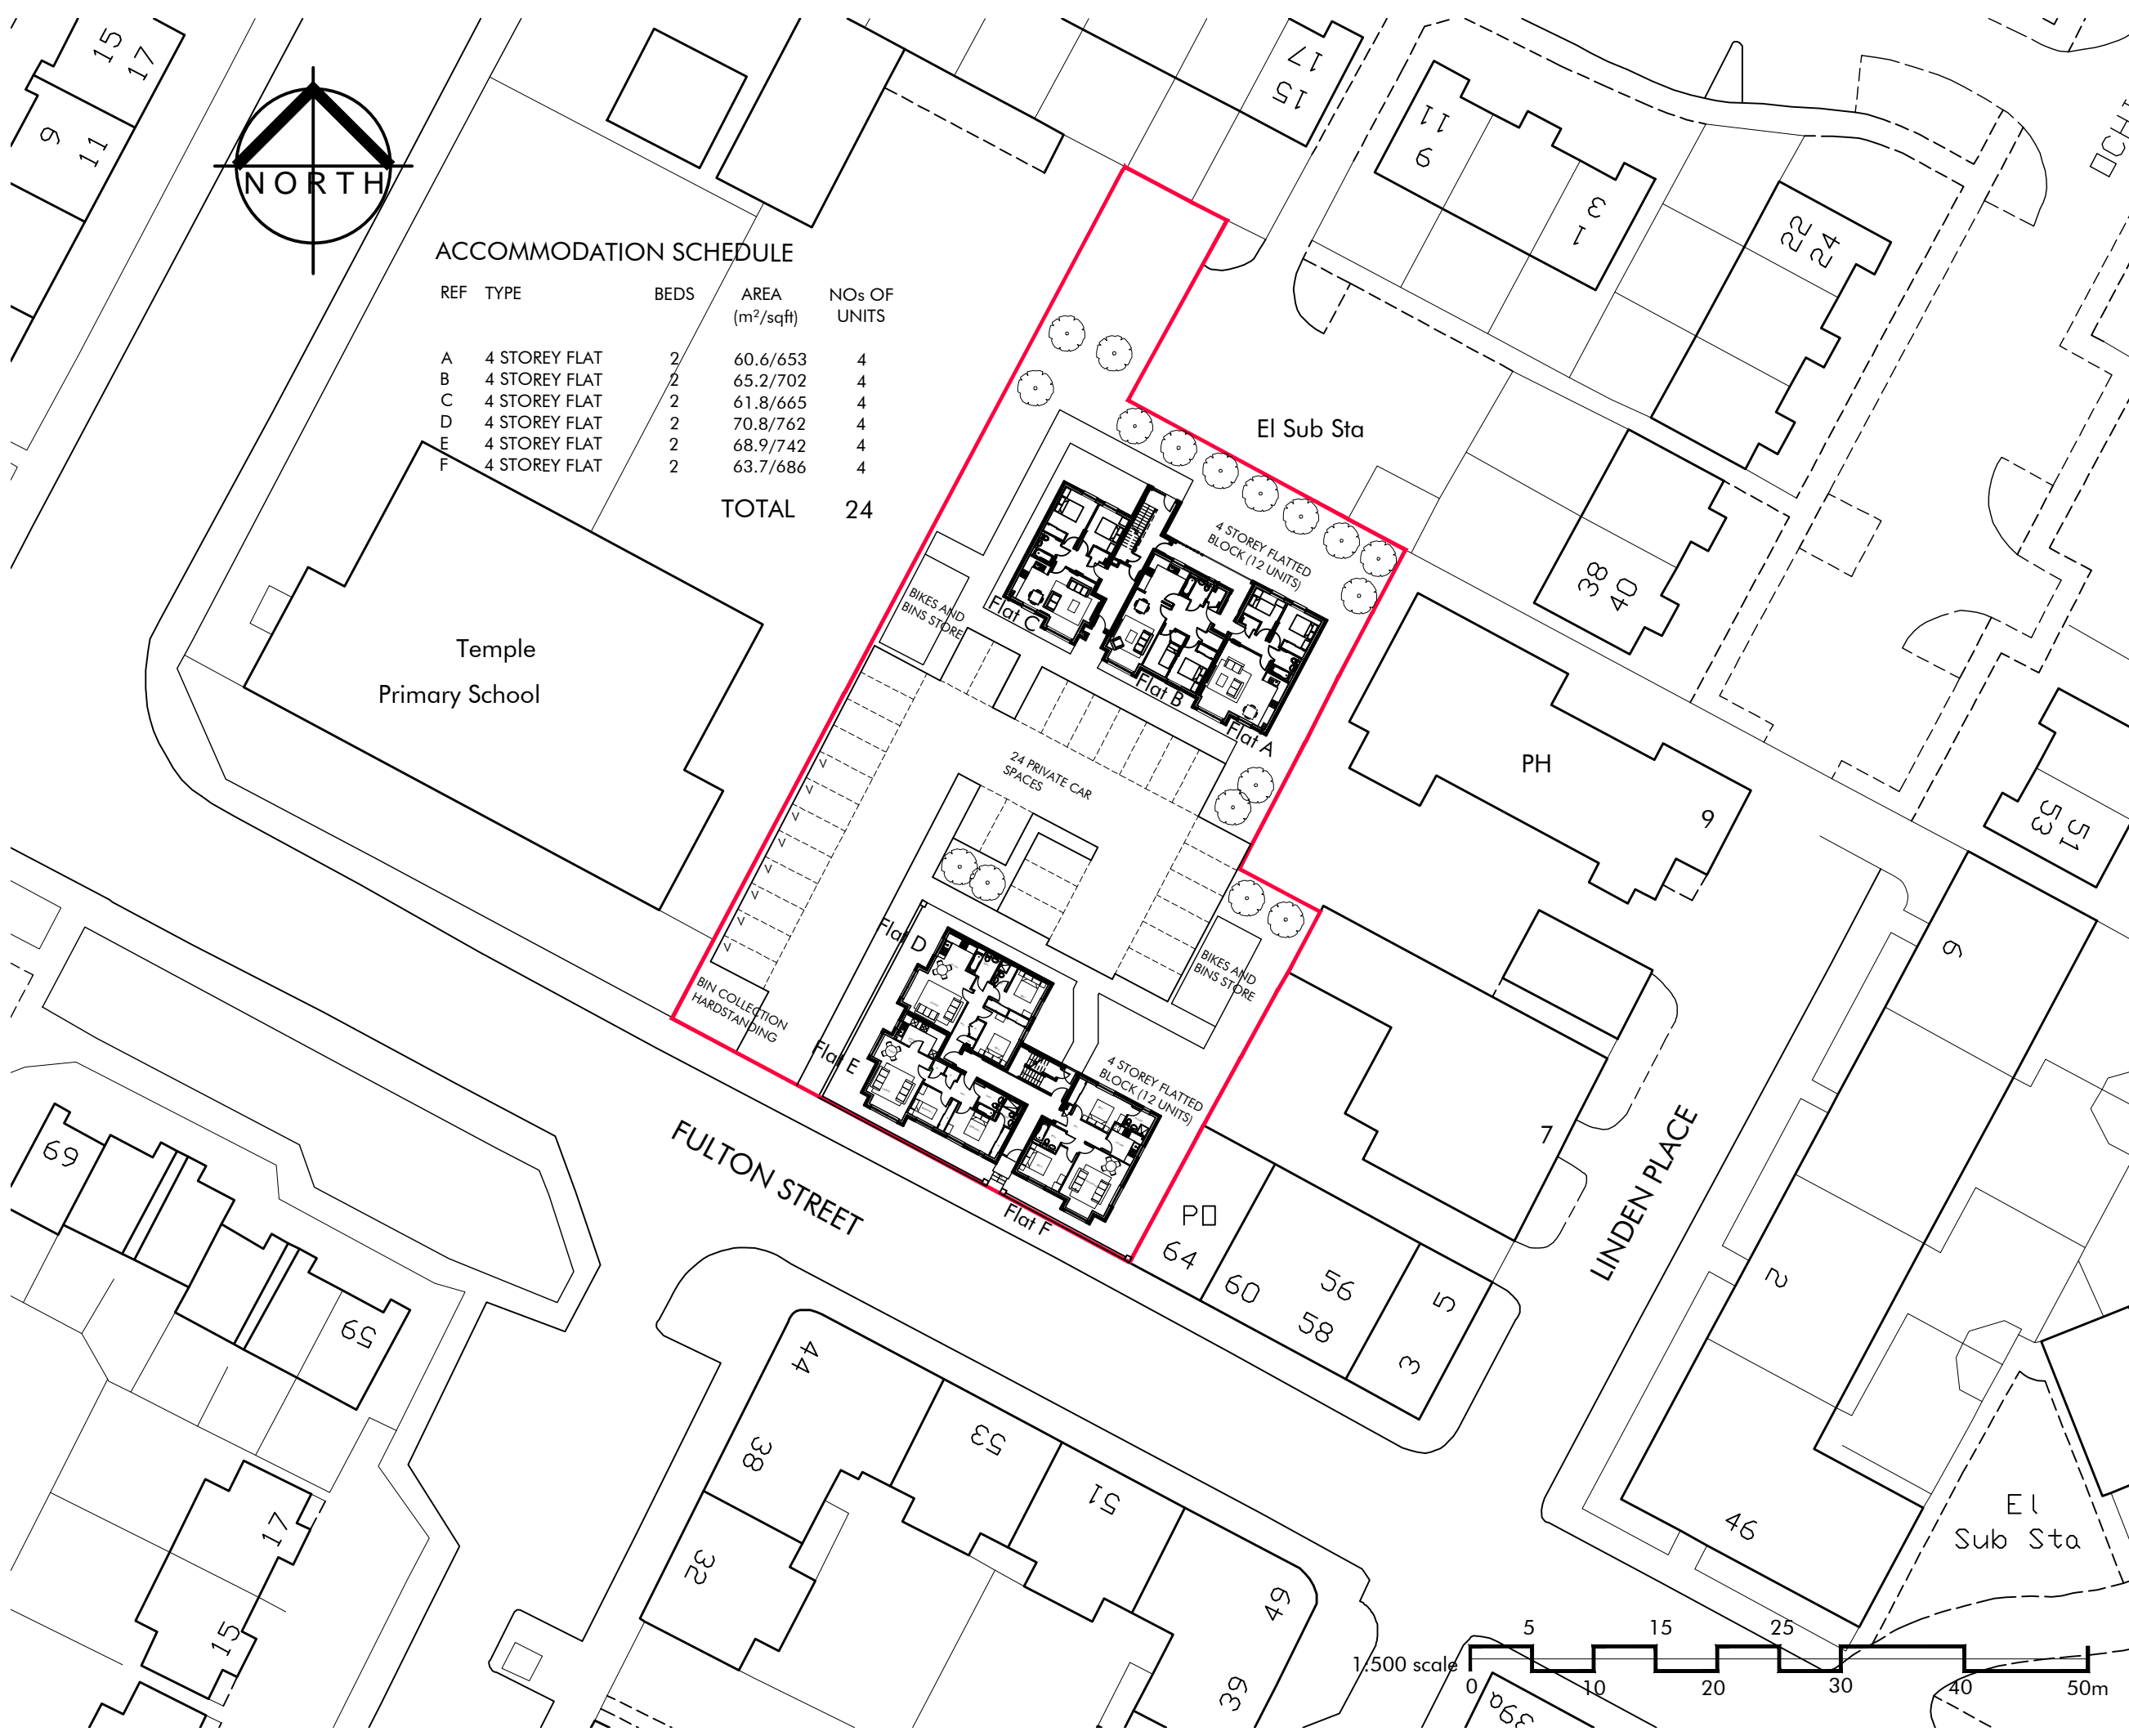 15
17
9
11
NORTH
17
15
11
9
3
1
22
24
ACCOMMODATION SCHEDULE
REF TYPE BEDS AREA (m²/sqft) NOs OF UNITS
A 4 STOREY FLAT 2 60.6/653 4
B 4 STOREY FLAT 2 65.2/702 4
C 4 STOREY FLAT 2 61.8/665 4
D 4 STOREY FLAT 2 70.8/762 4
E 4 STOREY FLAT 2 68.9/742 4
F 4 STOREY FLAT 2 63.7/686 4
TOTAL 24
El Sub Sta
4 STOREY FLATTED
BLOCK (12 UNITS)
38
40
BIKES AND
BINS STORE
Flat C
Flat B
Flat A
Temple
Primary School
24 PRIVATE CAR
SPACES
PH
9
51
53
Flat D
Flat E
Flat F
BIKES AND
BINS STORE
BIN COLLECTION
HARDSTANDING
4 STOREY FLATTED
BLOCK (12 UNITS)
FULTON STREET
LINDEN PLACE
7
6
2
PO
64
60
56
58
5
3
69
59
44
38
53
51
32
49
39
17
15
46
El
Sub Sta
39a
1:500 scale
5 15 25
0 10 20 30 40 50m